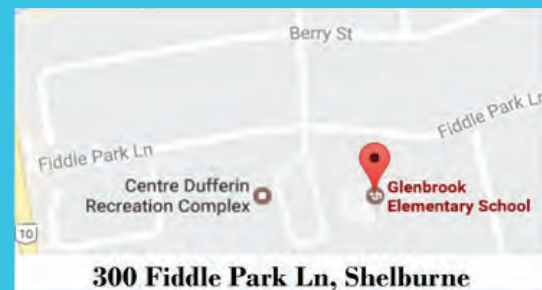 Berry St
Fiddle Park Ln
Fiddle Park Ln
Centre Dufferin
Recreation Complex
Glenbrook
Elementary School
10
300 Fiddle Park Ln, Shelburne